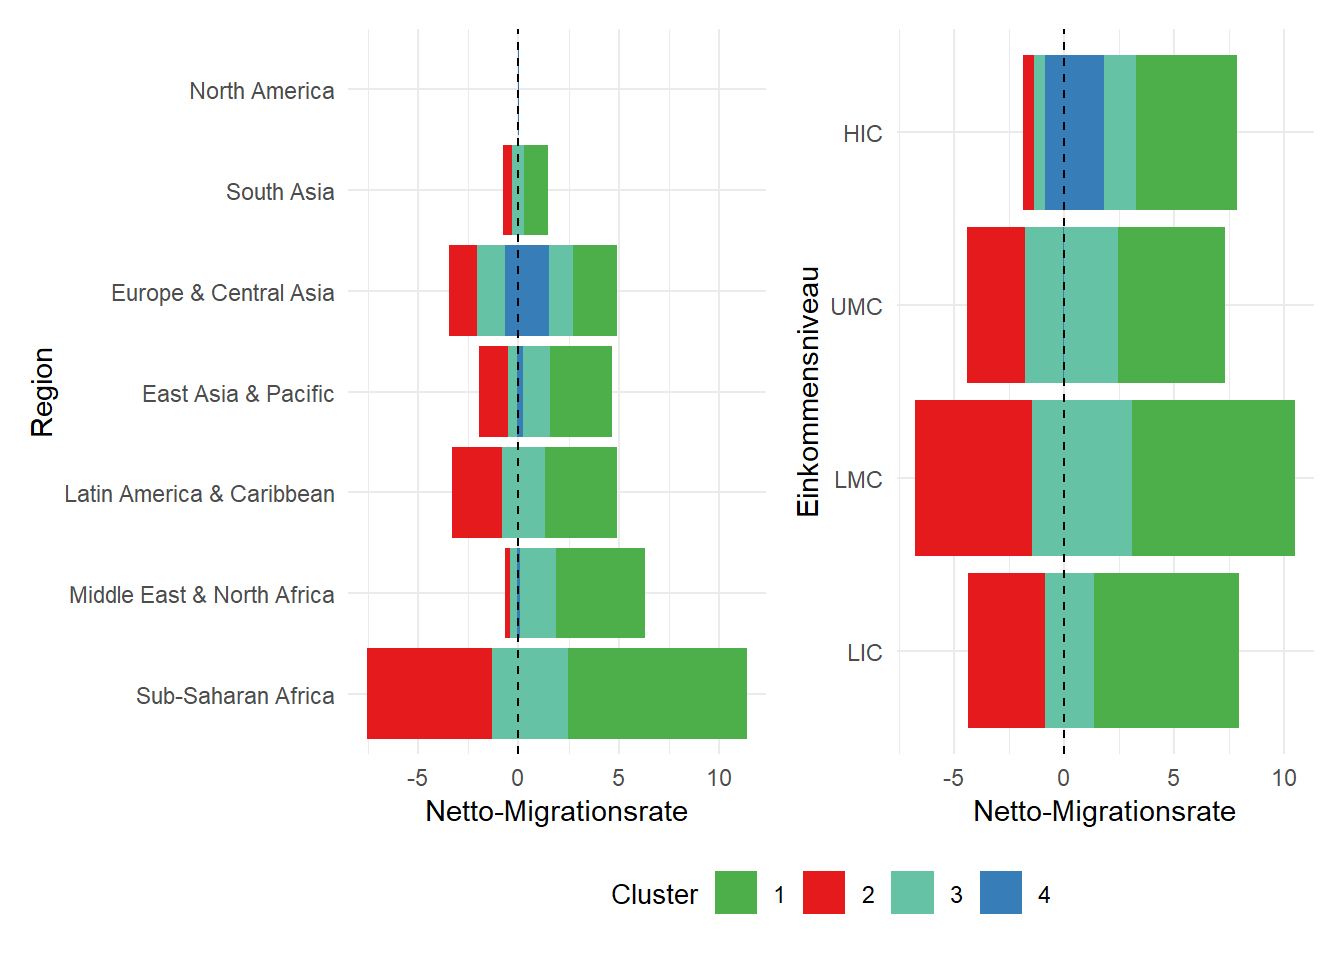 North America
South Asia
Europe & Central Asia
East Asia & Pacific
Latin America & Caribbean
Middle East & North Africa
Sub-Saharan Africa
Region
-5 0 5 10
Netto-Migrationsrate
HIC
UMC
LMC
LIC
Einkommensniveau
-5 0 5 10
Netto-Migrationsrate
Cluster 1 2 3 4